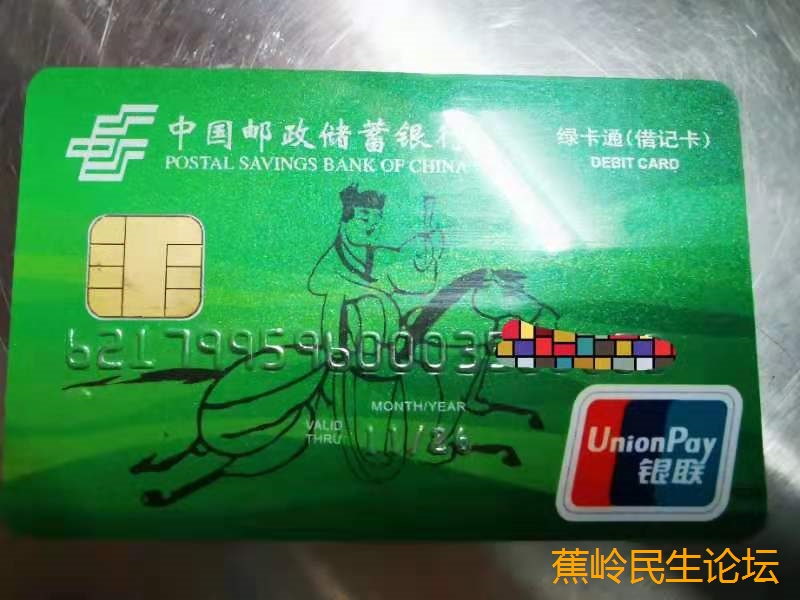 中国邮政储蓄银行
POSTAL SAVINGS BANK OF CHINA
绿卡通(借记卡)
DEBIT CARD
6217995960003
MONTH/YEAR
VALID
THRU
11/26
UnionPay
银联
蕉岭民生论坛